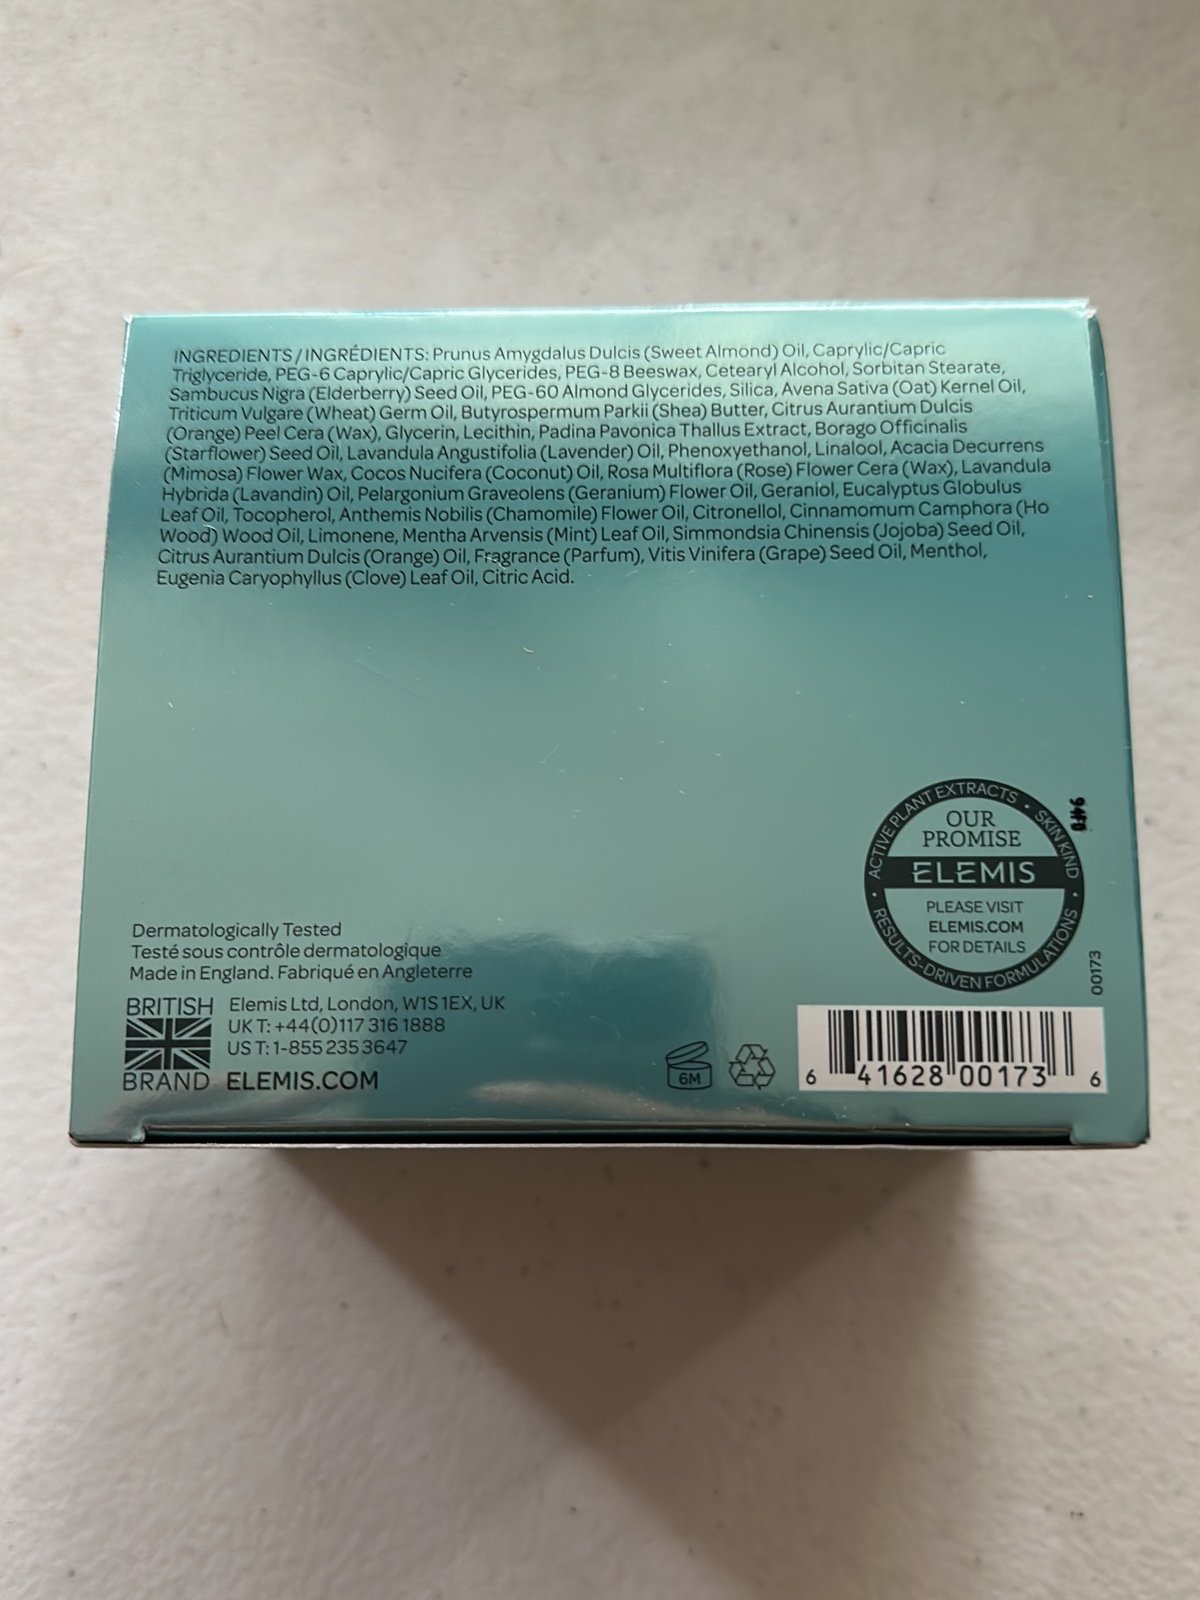 INGREDIENTS / INGRÉDIENTS: Prunus Amygdalus Dulcis (Sweet Almond) Oil, Caprylic/Capric
Triglyceride, PEG-6 Caprylic/Capric Glycerides, PEG-8 Beeswax, Cetearyl Alcohol, Sorbitan Stearate,
Sambucus Nigra (Elderberry) Seed Oil, PEG-60 Almond Glycerides, Silica, Avena Sativa (Oat) Kernel Oil,
Triticum Vulgare (Wheat) Germ Oil, Butyrospermum Parkii (Shea) Butter, Citrus Aurantium Dulcis
(Orange) Peel Cera (Wax), Glycerin, Lecithin, Padina Pavonica Thallus Extract, Borago Officinalis
(Starflower) Seed Oil, Lavandula Angustifolia (Lavender) Oil, Phenoxyethanol, Linalool, Acacia Decurrens
(Mimosa) Flower Wax, Cocos Nucifera (Coconut) Oil, Rosa Multiflora (Rose) Flower Cera (Wax), Lavandula
Hybrida (Lavandin) Oil, Pelargonium Graveolens (Geranium) Flower Oil, Geraniol, Eucalyptus Globulus
Leaf Oil, Tocopherol, Anthemis Nobilis (Chamomile) Flower Oil, Citronellol, Cinnamomum Camphora (Ho
Wood) Wood Oil, Limonene, Mentha Arvensis (Mint) Leaf Oil, Simmondsia Chinensis (Jojoba) Seed Oil,
Citrus Aurantium Dulcis (Orange) Oil, Fragrance (Parfum), Vitis Vinifera (Grape) Seed Oil, Menthol,
Eugenia Caryophyllus (Clove) Leaf Oil, Citric Acid.
ACTIVE PLANT EXTRACTS • SKIN KIND
• RESULTS-DRIVEN FORMULATIONS •
OUR
PROMISE
ELEMIS
PLEASE VISIT
ELEMIS.COM
FOR DETAILS
00173
Dermatologically Tested
Testé sous contrôle dermatologique
Made in England. Fabriqué en Angleterre
BRITISH
BRAND
Elemis Ltd, London, W1S 1EX, UK
UK T: +44(0)117 316 1888
US T: 1-855 235 3647
ELEMIS.COM
6M
6 41628 00173 6